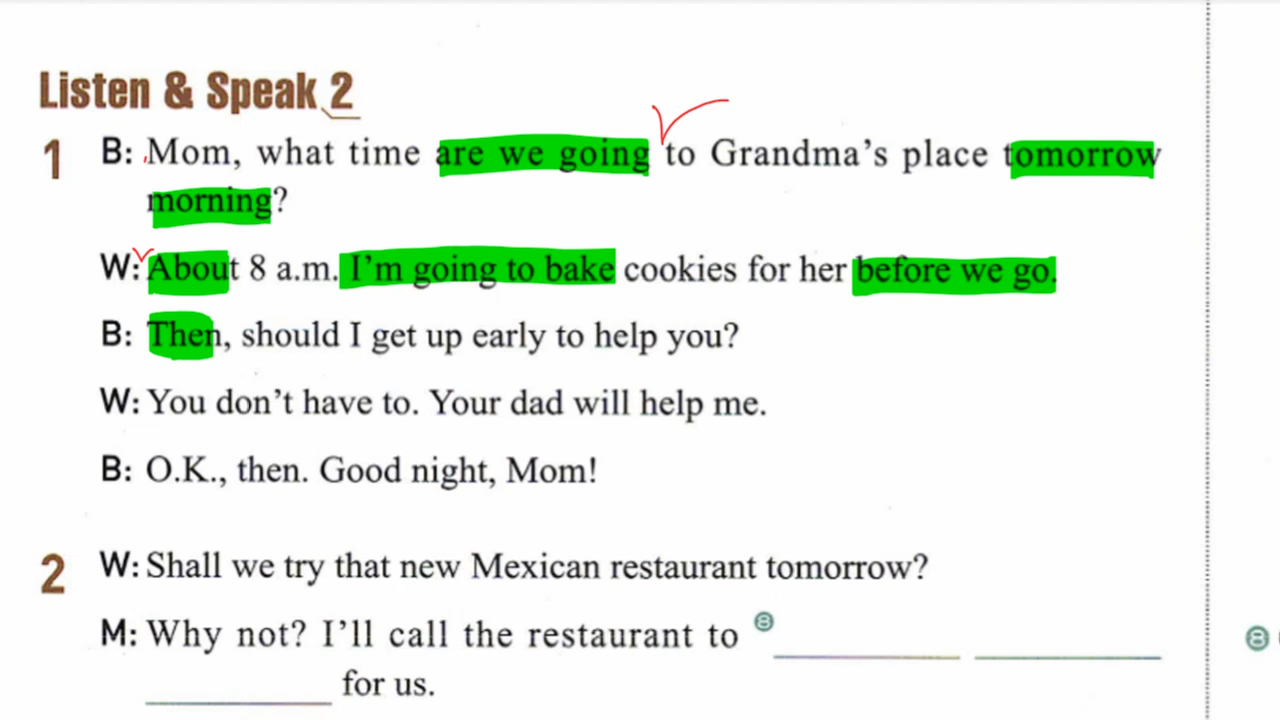 Listen & Speak 2
1 B: Mom, what time are we going to Grandma's place tomorrow
morning?
W: About 8 a.m. I'm going to bake cookies for her before we go.
B: Then, should I get up early to help you?
W: You don't have to. Your dad will help me.
B: O.K., then. Good night, Mom!
2 W: Shall we try that new Mexican restaurant tomorrow?
M: Why not? I'll call the restaurant to ⑧ ______ ______ ⑧
______ for us.